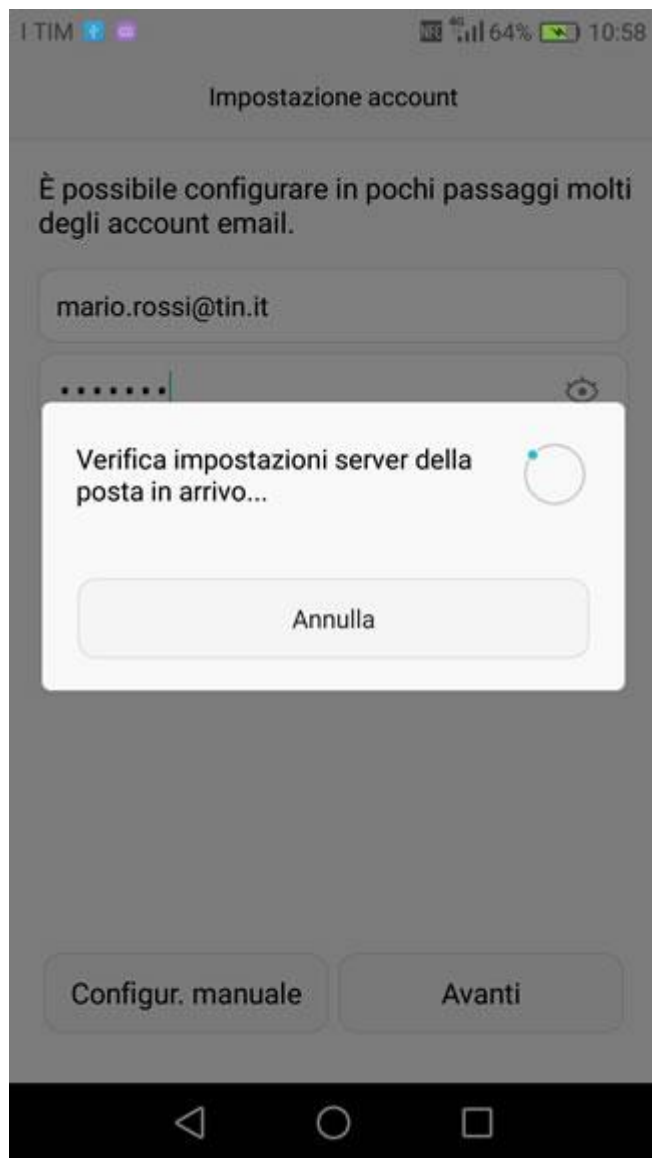 I TIM 4G 64% 10:58
Impostazione account
È possibile configurare in pochi passaggi molti
degli account email.
mario.rossi@tin.it
•••••••
Verifica impostazioni server della
posta in arrivo...
Annulla
Configur. manuale Avanti